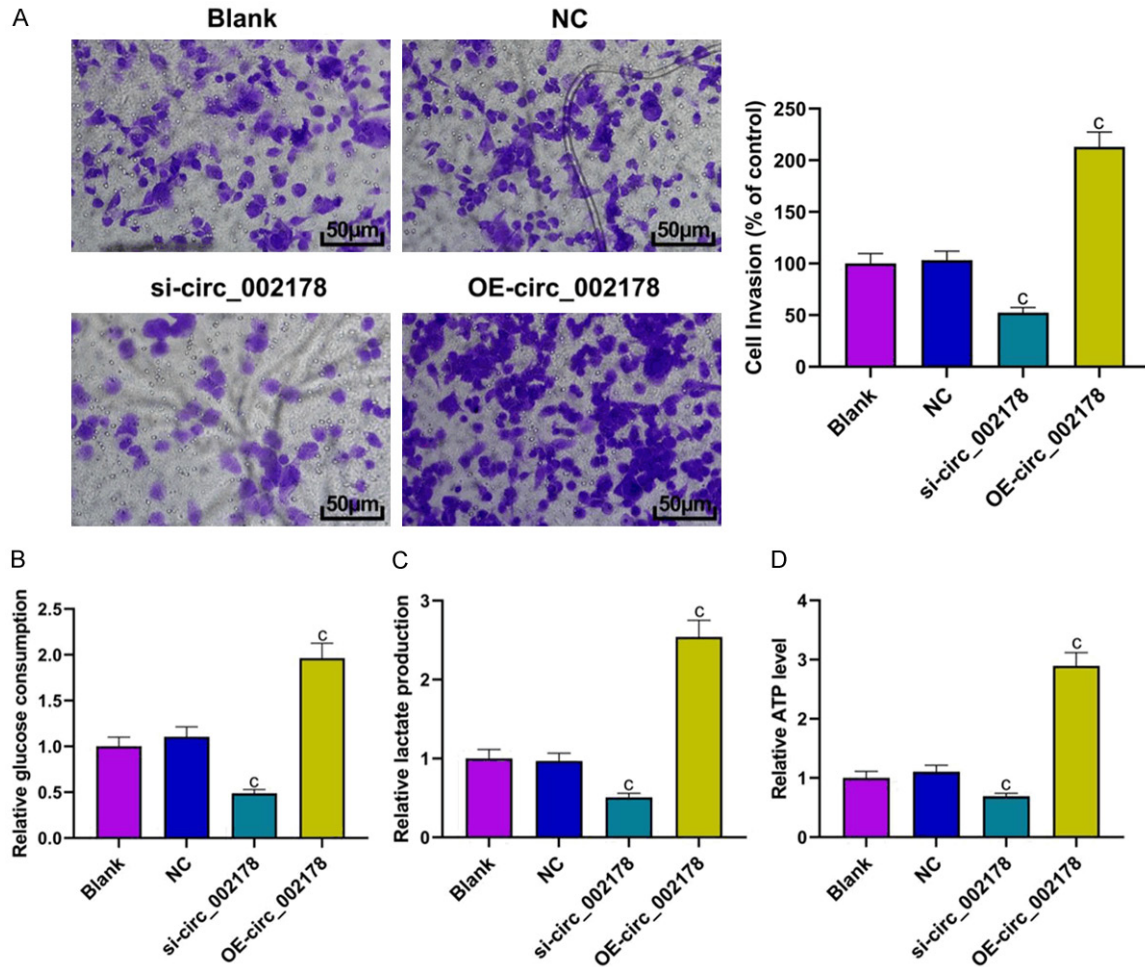 A
Blank
NC
50μm
50μm
si-circ_002178
OE-circ_002178
50μm
50μm
Cell Invasion (% of control)
250
200
150
100
50
0
c
c
Blank
NC
si-circ_002178
OE-circ_002178
B
Relative glucose consumption
2.5
2.0
1.5
1.0
0.5
0.0
c
c
Blank
NC
si-circ_002178
OE-circ_002178
C
Relative lactate production
3
2
1
0
c
c
Blank
NC
si-circ_002178
OE-circ_002178
D
Relative ATP level
4
3
2
1
0
c
c
Blank
NC
si-circ_002178
OE-circ_002178